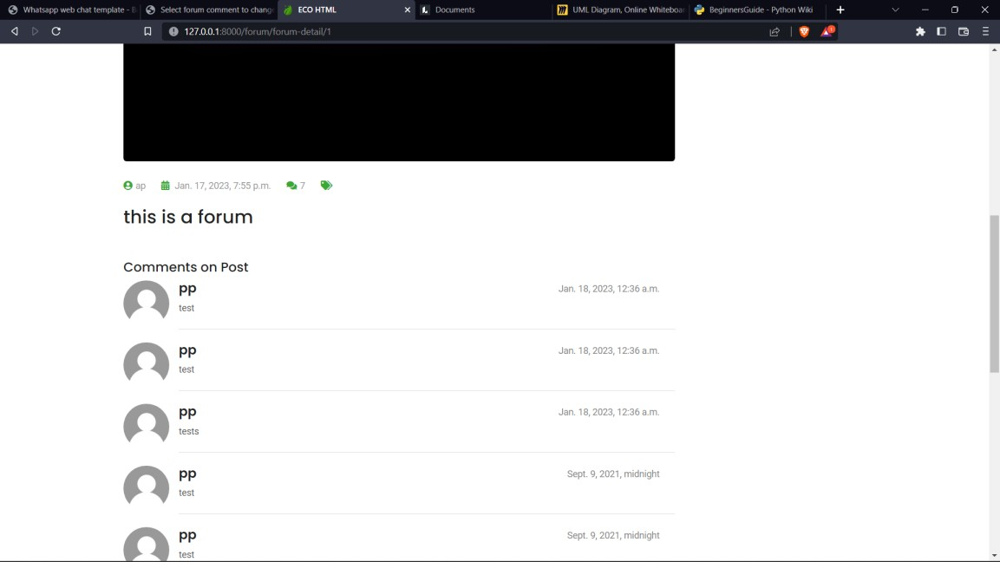 Whatsapp web chat template - B
Select forum comment to change
ECO HTML
Documents
UML Diagram, Online Whiteboar
BeginnersGuide - Python Wiki
127.0.0.1:8000/forum/forum-detail/1
1
ap Jan. 17, 2023, 7:55 p.m. 7
this is a forum
Comments on Post
pp Jan. 18, 2023, 12:36 a.m.
test
pp Jan. 18, 2023, 12:36 a.m.
test
pp Jan. 18, 2023, 12:36 a.m.
tests
pp Sept. 9, 2021, midnight
test
pp Sept. 9, 2021, midnight
test